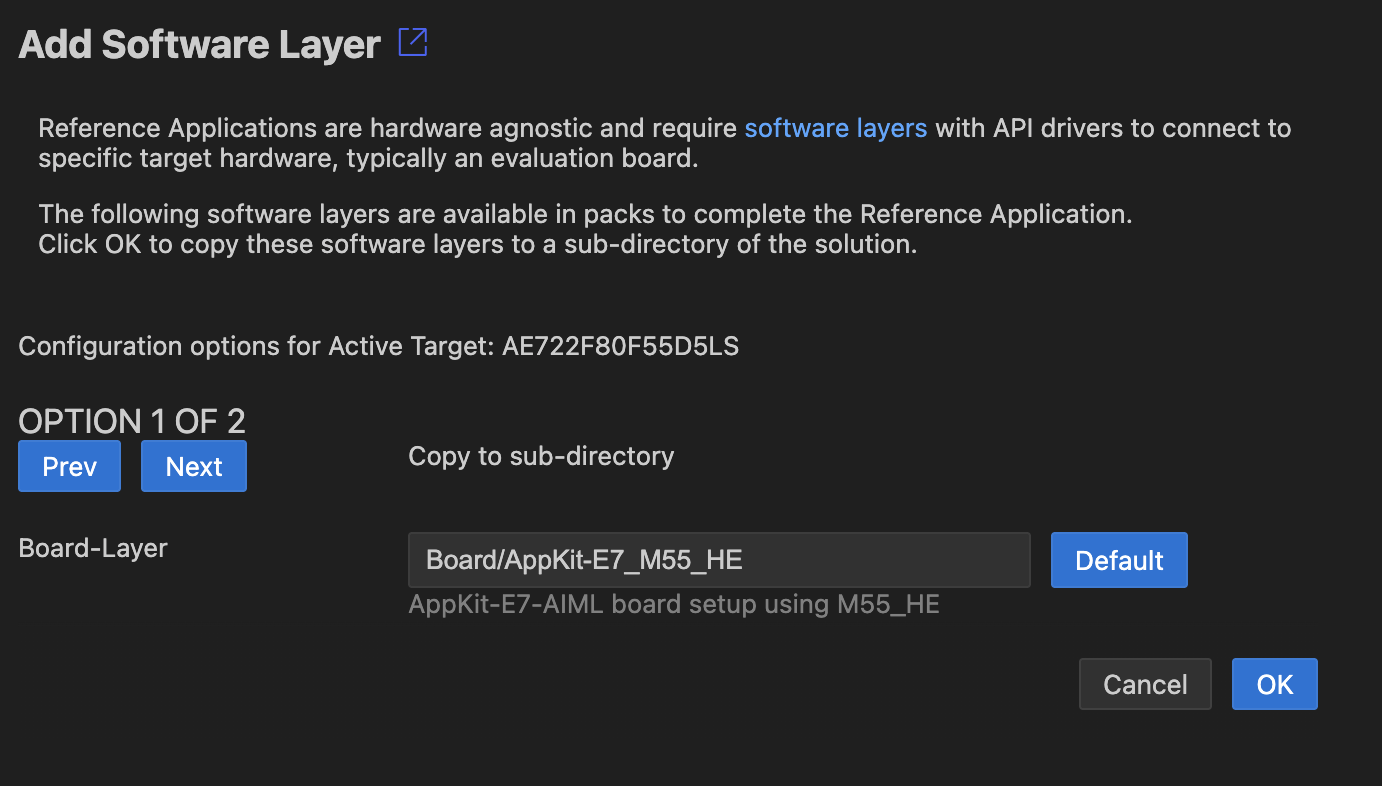 Add Software Layer
Reference Applications are hardware agnostic and require software layers with API drivers to connect to
specific target hardware, typically an evaluation board.
The following software layers are available in packs to complete the Reference Application.
Click OK to copy these software layers to a sub-directory of the solution.
Configuration options for Active Target: AE722F80F55D5LS
OPTION 1 OF 2
Prev Next Copy to sub-directory
Board-Layer Board/AppKit-E7_M55_HE Default
AppKit-E7-AIML board setup using M55_HE
Cancel OK